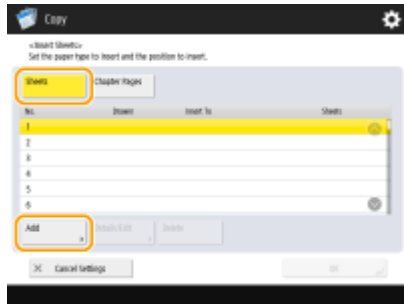 Copy
<Insert Sheets>
Set the paper type to insert and the position to insert.
Sheets
Chapter Pages
No. Drawer Insert To Sheets
1
2
3
4
5
6
Add
Details/Edit
Delete
Cancel Settings
OK